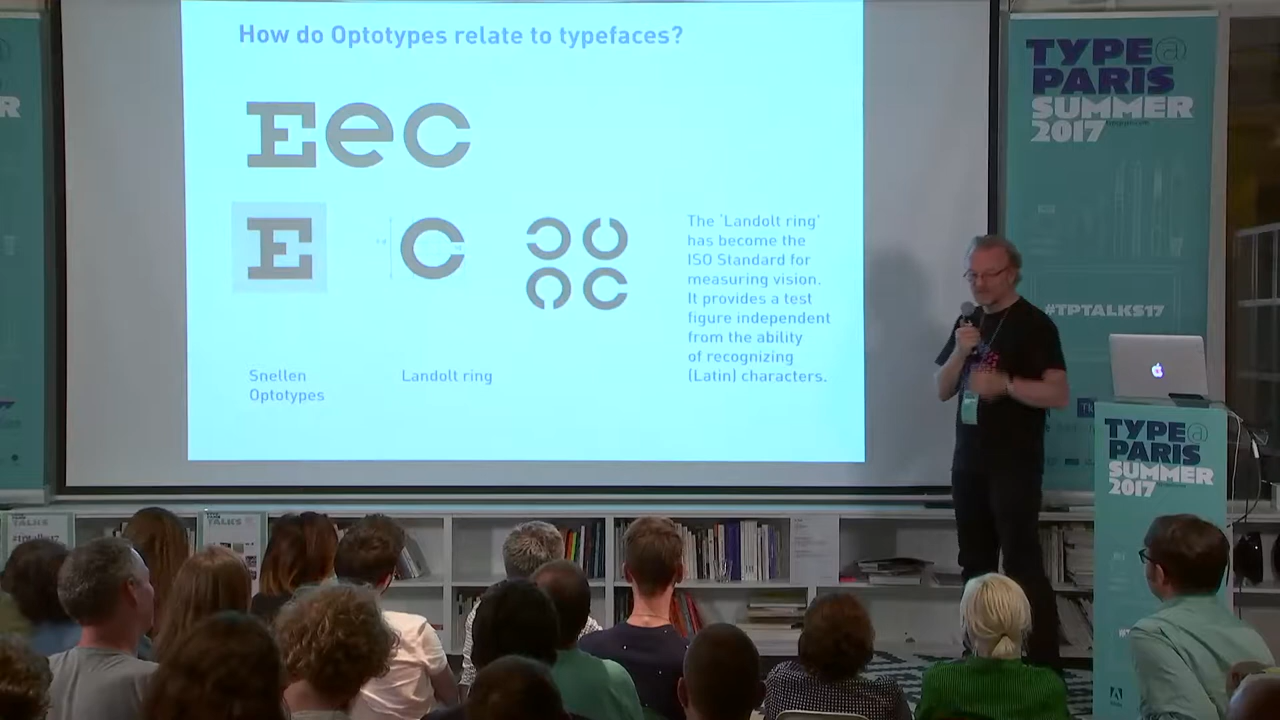 How do Optotypes relate to typefaces?
Eec
E
C
The ‘Landolt ring’
has become the
ISO Standard for
measuring vision.
It provides a test
figure independent
from the ability
of recognizing
(Latin) characters.
Snellen
Optotypes
Landolt ring
TYPE@
PARIS
SUMMER
2017
#TPTALKS17
TYPE@
PARIS
SUMMER
2017
R
TALKS
TALKS